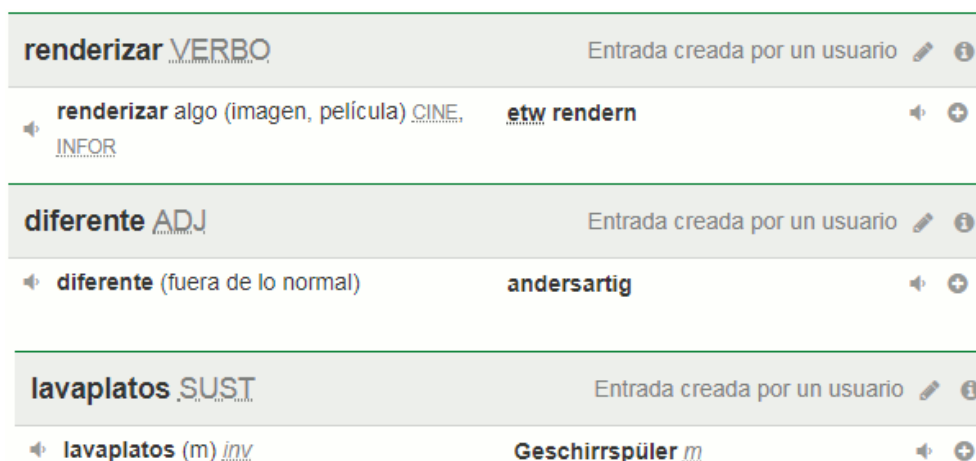 renderizar VERBO Entrada creada por un usuario
renderizar algo (imagen, película) CINE, etw rendern
INFOR
diferente ADJ Entrada creada por un usuario
diferente (fuera de lo normal) andersartig
lavaplatos SUST Entrada creada por un usuario
lavaplatos (m) inv Geschirrspüler m